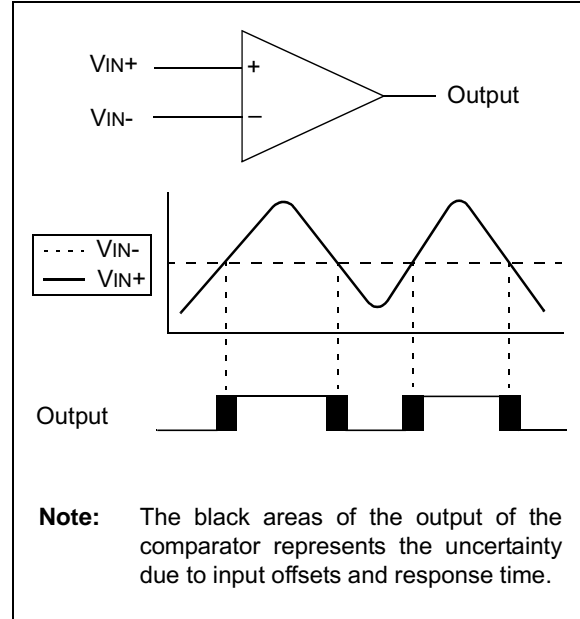 VIN+
+
VIN-
–
Output
VIN-
VIN+
Output
Note: The black areas of the output of the
comparator represents the uncertainty
due to input offsets and response time.